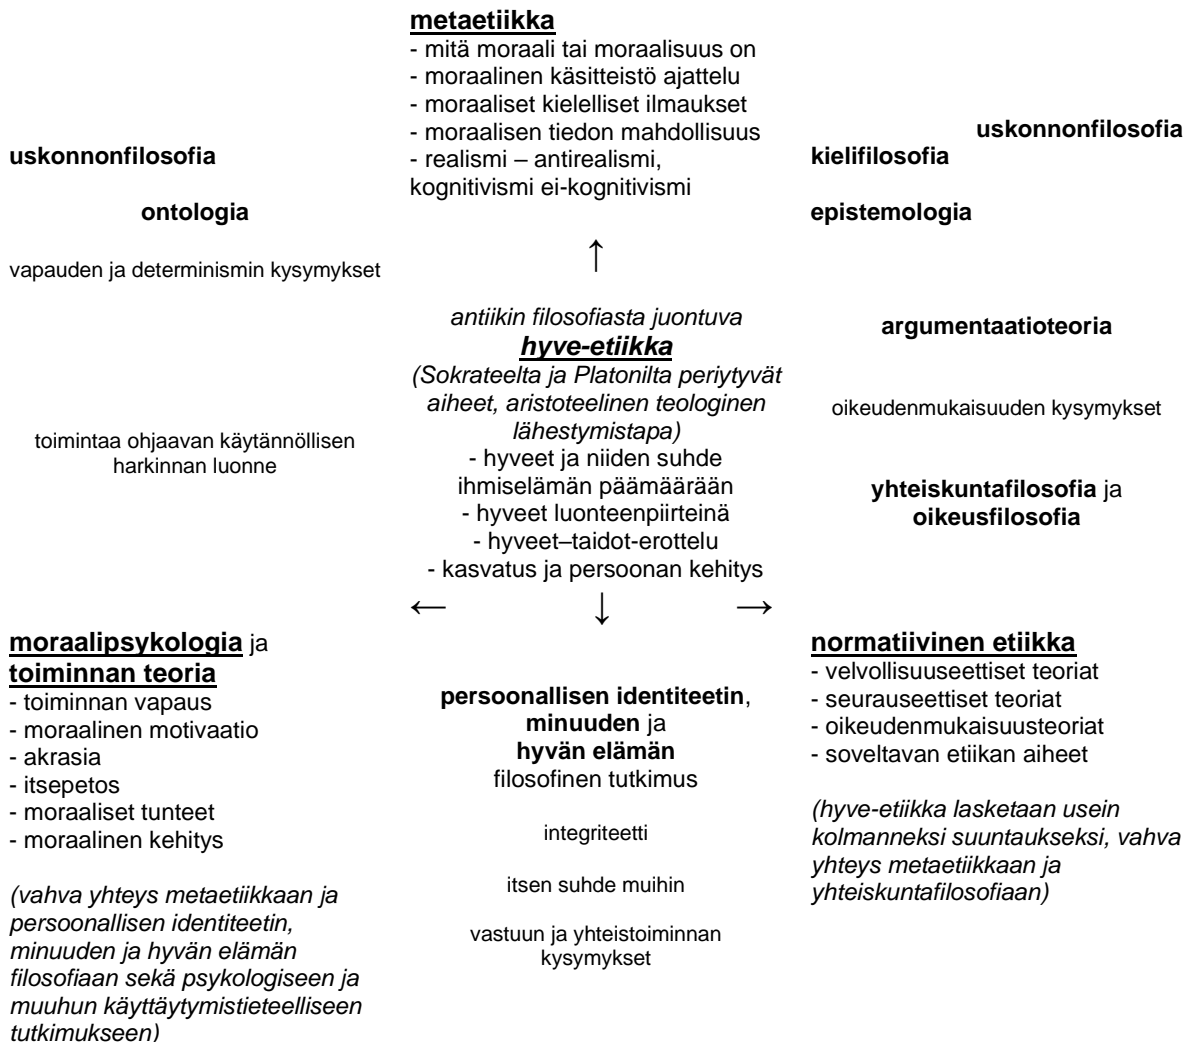 metaetiikka
- mitä moraali tai moraalisuus on
- moraalinen käsitteistö ajattelu
- moraaliset kielelliset ilmaukset
- moraalisen tiedon mahdollisuus
- realismi – antirealismi,
kognitivismi ei-kognitivismi
uskonnonfilosofia
ontologia
vapauden ja determinismin kysymykset
uskonnonfilosofia
kielifilosofia
epistemologia
↑
antiikin filosofiasta juontuva
hyve-etiikka
(Sokrateelta ja Platonilta periytyvät
aiheet, aristoteelinen teologinen
lähestymistapa)
- hyveet ja niiden suhde
ihmiselämän päämäärään
- hyveet luonteenpiirteinä
- hyveet–taidot-erottelu
- kasvatus ja persoonan kehitys
toimintaa ohjaavan käytännöllisen
harkinnan luonne
argumentaatioteoria
oikeudenmukaisuuden kysymykset
yhteiskuntafilosofia ja
oikeusfilosofia
← ↓ →
moraalipsykologia ja
toiminnan teoria
- toiminnan vapaus
- moraalinen motivaatio
- akrasia
- itsepetos
- moraaliset tunteet
- moraalinen kehitys
(vahva yhteys metaetiikkaan ja
persoonallisen identiteetin,
minuuden ja hyvän elämän
filosofiaan sekä psykologiseen ja
muuhun käyttäytymistieteelliseen
tutkimukseen)
persoonallisen identiteetin,
minuuden ja
hyvän elämän
filosofinen tutkimus
integriteetti
itsen suhde muihin
vastuun ja yhteistoiminnan
kysymykset
normatiivinen etiikka
- velvollisuuseettiset teoriat
- seurauseettiset teoriat
- oikeudenmukaisuusteoriat
- soveltavan etiikan aiheet
(hyve-etiikka lasketaan usein
kolmanneksi suuntaukseksi, vahva
yhteys metaetiikkaan ja
yhteiskuntafilosofiaan)